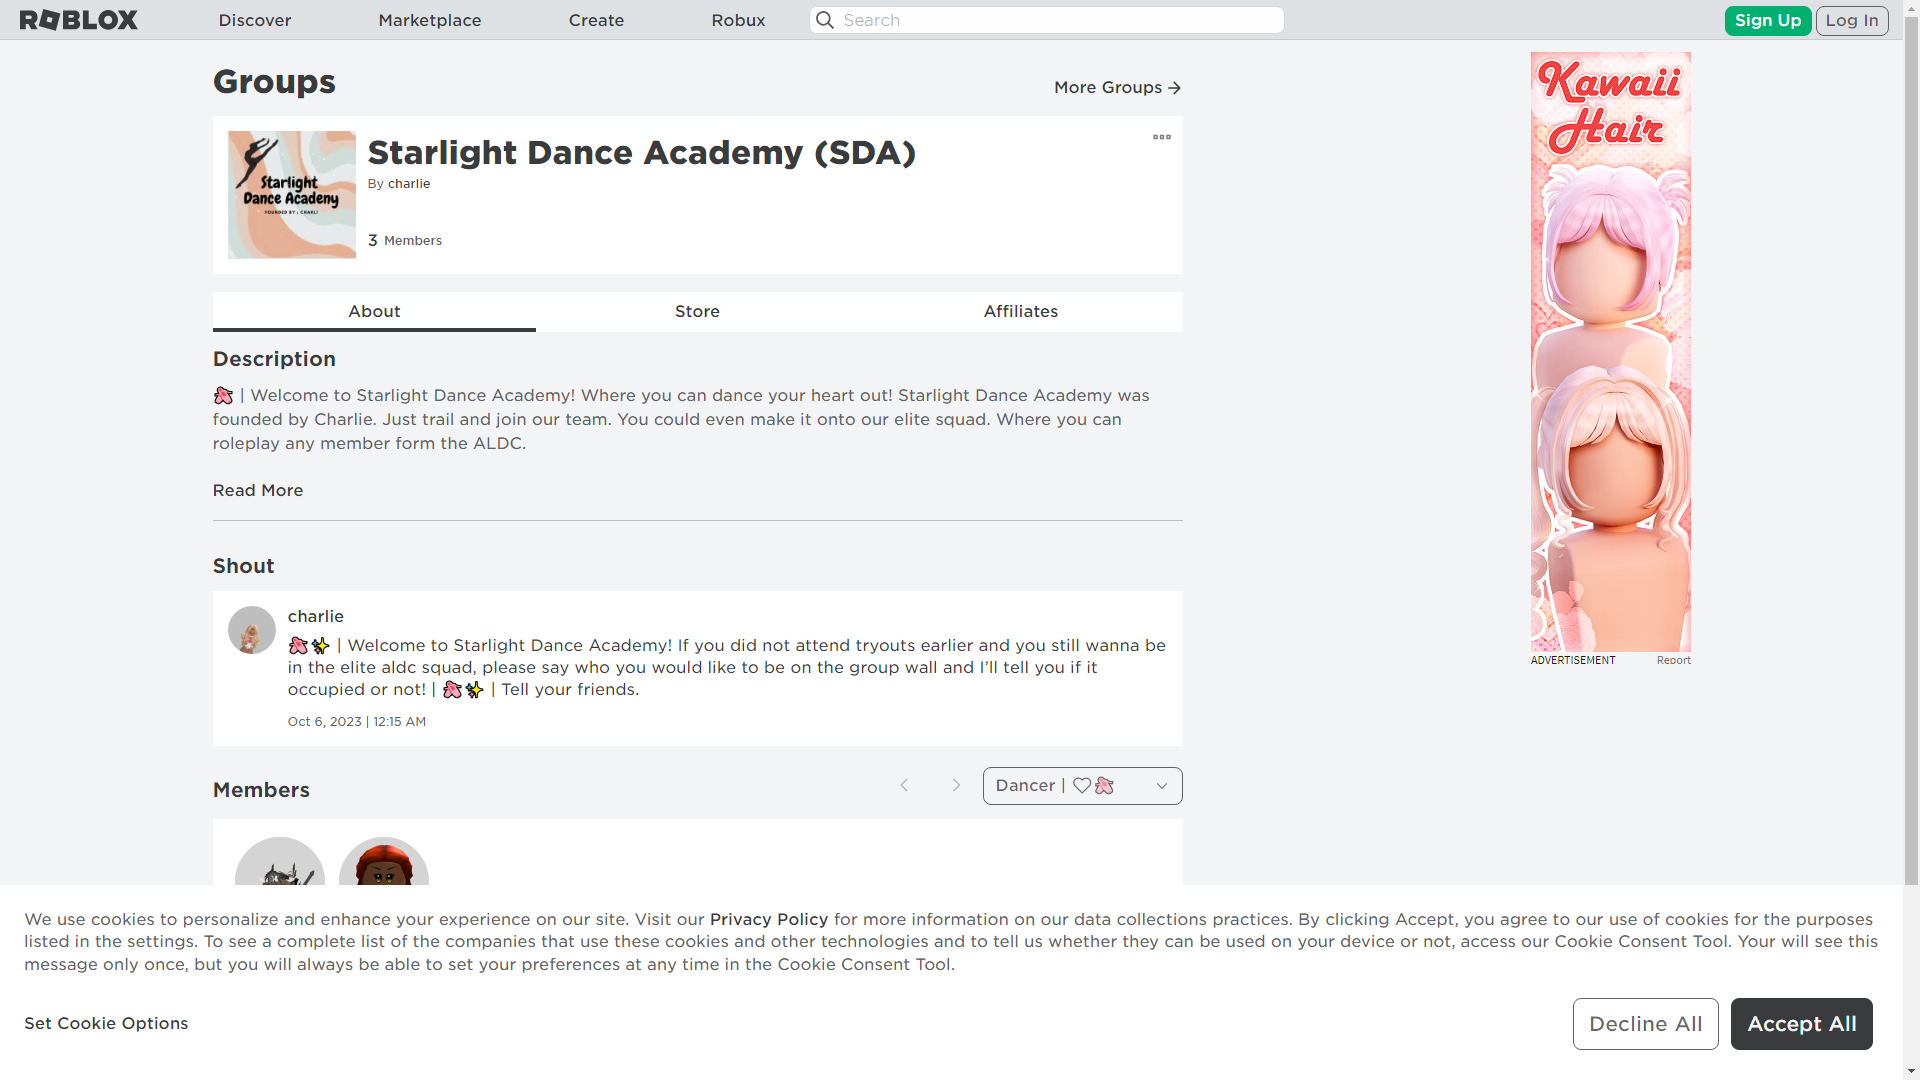 ROBLOX Discover Marketplace Create Robux Search Sign Up Log In
Groups
More Groups →
Starlight
Dance Academy
FOUNDED BY : CHARLI
Starlight Dance Academy (SDA)
By charlie
3 Members
About Store Affiliates
Description
| Welcome to Starlight Dance Academy! Where you can dance your heart out! Starlight Dance Academy was
founded by Charlie. Just trail and join our team. You could even make it onto our elite squad. Where you can
roleplay any member form the ALDC.
Read More
Shout
charlie
🩰✨ | Welcome to Starlight Dance Academy! If you did not attend tryouts earlier and you still wanna be
in the elite aldc squad, please say who you would like to be on the group wall and I’ll tell you if it
occupied or not! | 🩰✨ | Tell your friends.
Oct 6, 2023 | 12:15 AM
Members
Dancer | ♡🩰
Kawaii
Hair
ADVERTISEMENT Report
We use cookies to personalize and enhance your experience on our site. Visit our Privacy Policy for more information on our data collections practices. By clicking Accept, you agree to our use of cookies for the purposes
listed in the settings. To see a complete list of the companies that use these cookies and other technologies and to tell us whether they can be used on your device or not, access our Cookie Consent Tool. Your will see this
message only once, but you will always be able to set your preferences at any time in the Cookie Consent Tool.
Set Cookie Options
Decline All
Accept All